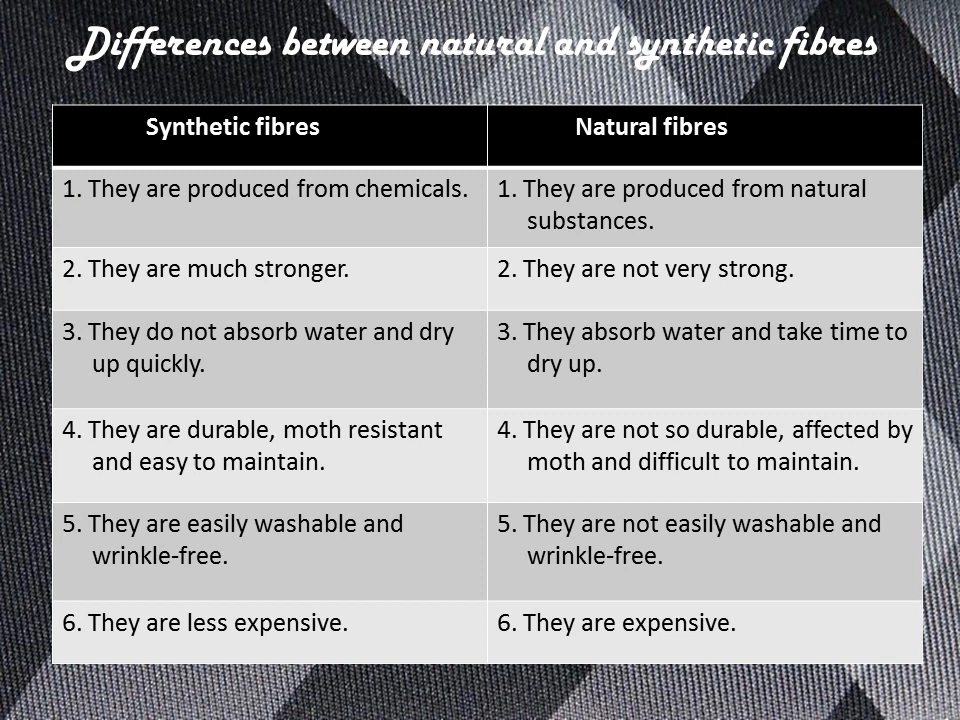 Differences between natural and synthetic fibres
Synthetic fibres
Natural fibres
1. They are produced from chemicals.
1. They are produced from natural
substances.
2. They are much stronger.
2. They are not very strong.
3. They do not absorb water and dry
up quickly.
3. They absorb water and take time to
dry up.
4. They are durable, moth resistant
and easy to maintain.
4. They are not so durable, affected by
moth and difficult to maintain.
5. They are easily washable and
wrinkle-free.
5. They are not easily washable and
wrinkle-free.
6. They are less expensive.
6. They are expensive.